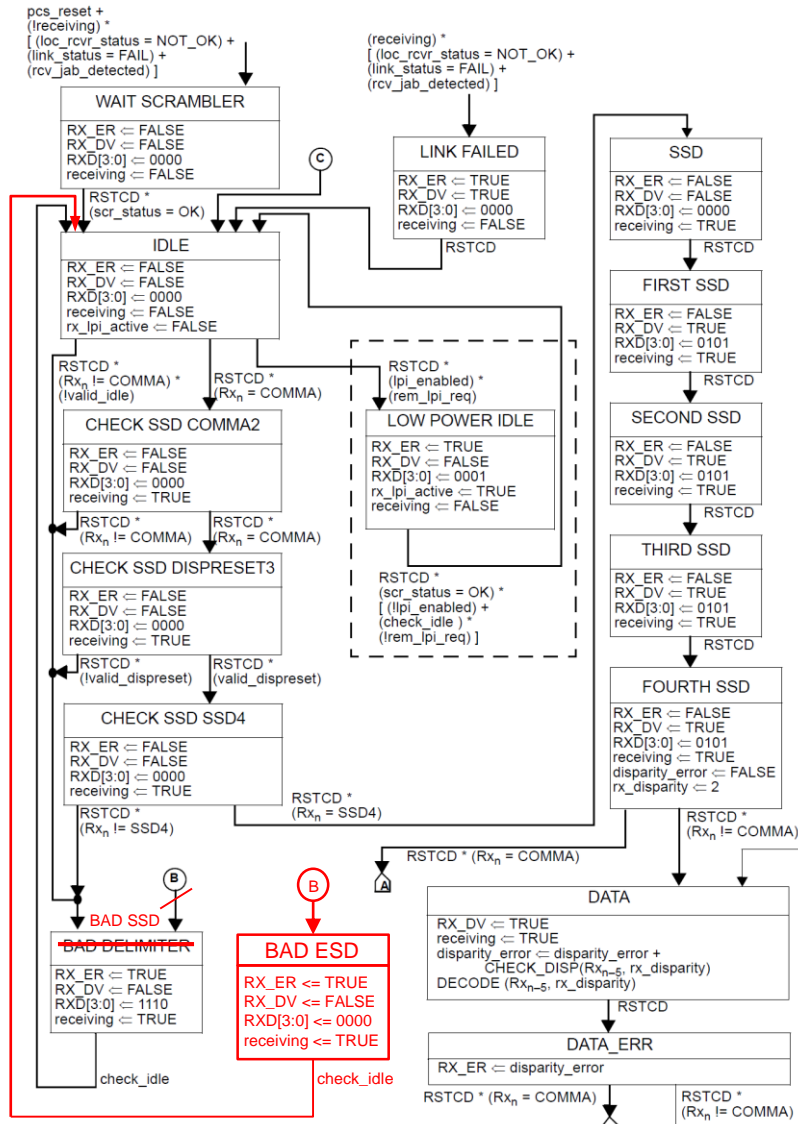 pcs_reset +
(!receiving) *
[ (loc_rcvr_status = NOT_OK) +
(link_status = FAIL) +
(rcv_jab_detected) ]
WAIT SCRAMBLER
RX_ER ⇐ FALSE
RX_DV ⇐ FALSE
RXD[3:0] ⇐ 0000
receiving ⇐ FALSE
RSTCD *
(scr_status = OK)
C
(receiving) *
[ (loc_rcvr_status = NOT_OK) +
(link_status = FAIL) +
(rcv_jab_detected) ]
LINK FAILED
RX_ER ⇐ TRUE
RX_DV ⇐ TRUE
RXD[3:0] ⇐ 0000
receiving ⇐ FALSE
RSTCD
IDLE
RX_ER ⇐ FALSE
RX_DV ⇐ FALSE
RXD[3:0] ⇐ 0000
receiving ⇐ FALSE
rx_lpi_active ⇐ FALSE
RSTCD *
(Rxn != COMMA) *
(!valid_idle)
RSTCD *
(Rxn = COMMA)
RSTCD *
(lpi_enabled) *
(rem_lpi_req)
CHECK SSD COMMA2
RX_ER ⇐ FALSE
RX_DV ⇐ FALSE
RXD[3:0] ⇐ 0000
receiving ⇐ TRUE
RSTCD *
(Rxn != COMMA)
RSTCD *
(Rxn = COMMA)
LOW POWER IDLE
RX_ER ⇐ TRUE
RX_DV ⇐ FALSE
RXD[3:0] ⇐ 0001
rx_lpi_active ⇐ TRUE
receiving ⇐ FALSE
RSTCD *
(scr_status = OK) *
[ (!lpi_enabled) +
(check_idle ) *
(!rem_lpi_req) ]
CHECK SSD DISPRESET3
RX_ER ⇐ FALSE
RX_DV ⇐ FALSE
RXD[3:0] ⇐ 0000
receiving ⇐ TRUE
RSTCD *
(!valid_dispreset)
RSTCD *
(valid_dispreset)
CHECK SSD SSD4
RX_ER ⇐ FALSE
RX_DV ⇐ FALSE
RXD[3:0] ⇐ 0000
receiving ⇐ TRUE
RSTCD *
(Rxn != SSD4)
RSTCD *
(Rxn = SSD4)
B
BAD SSD
BAD DELIMITER
RX_ER ⇐ TRUE
RX_DV ⇐ FALSE
RXD[3:0] ⇐ 1110
receiving ⇐ TRUE
check_idle
B
BAD ESD
RX_ER <= TRUE
RX_DV <= FALSE
RXD[3:0] <= 0000
receiving <= TRUE
check_idle
SSD
RX_ER ⇐ FALSE
RX_DV ⇐ FALSE
RXD[3:0] ⇐ 0000
receiving ⇐ TRUE
RSTCD
FIRST SSD
RX_ER ⇐ FALSE
RX_DV ⇐ TRUE
RXD[3:0] ⇐ 0101
receiving ⇐ TRUE
RSTCD
SECOND SSD
RX_ER ⇐ FALSE
RX_DV ⇐ TRUE
RXD[3:0] ⇐ 0101
receiving ⇐ TRUE
RSTCD
THIRD SSD
RX_ER ⇐ FALSE
RX_DV ⇐ TRUE
RXD[3:0] ⇐ 0101
receiving ⇐ TRUE
RSTCD
FOURTH SSD
RX_ER ⇐ FALSE
RX_DV ⇐ TRUE
RXD[3:0] ⇐ 0101
receiving ⇐ TRUE
disparity_error ⇐ FALSE
rx_disparity ⇐ 2
RSTCD * (Rxn = COMMA)
A
RSTCD *
(Rxn != COMMA)
DATA
RX_DV ⇐ TRUE
receiving ⇐ TRUE
disparity_error ⇐ disparity_error +
CHECK_DISP(Rxn–5, rx_disparity)
DECODE (Rxn–5, rx_disparity)
RSTCD
DATA_ERR
RX_ER ⇐ disparity_error
RSTCD * (Rxn = COMMA)
RSTCD *
(Rxn != COMMA)